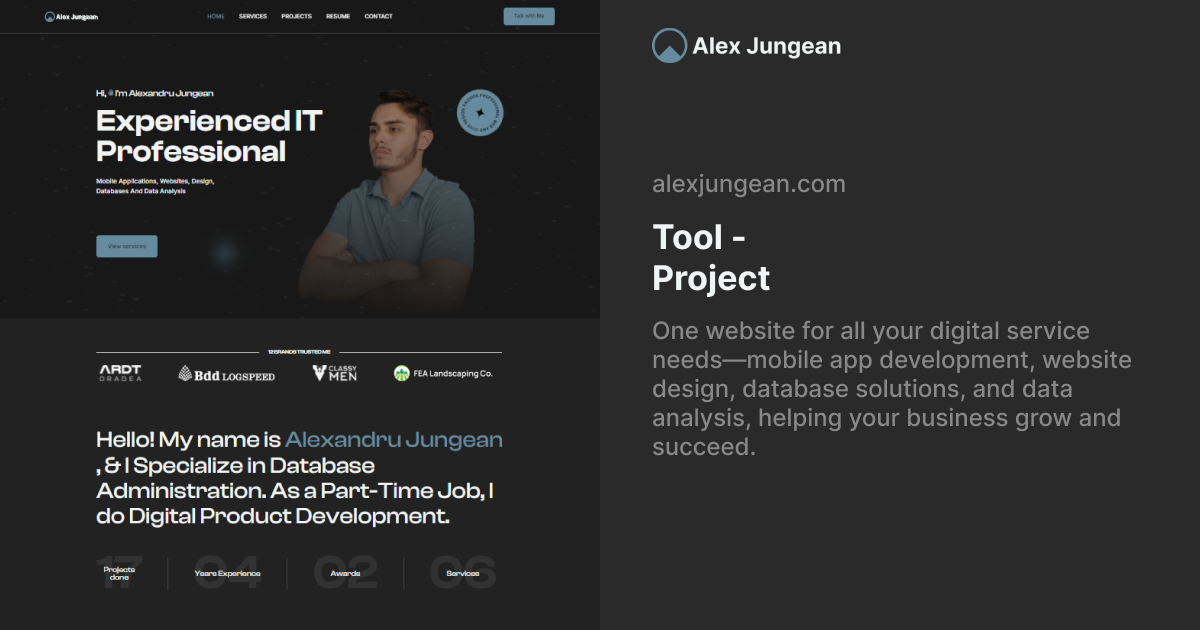 Alex Jungean
HOME SERVICES PROJECTS RESUME CONTACT
Talk with Me
Hi, I'm Alexandru Jungean
Experienced IT
Professional
Mobile Applications, Websites, Design,
Databases And Data Analysis
View services
12 BRANDS TRUSTED ME
ARDT
ORADEA
Bdd LOGSPEED
CLASSY
MEN
FEA Landscaping Co.
Hello! My name is Alexandru Jungean
, & I Specialize in Database
Administration. As a Part-Time Job, I
do Digital Product Development.
17
Projects
done
04
Years Experience
02
Awards
06
Services
Alex Jungean
alexjungean.com
Tool -
Project
One website for all your digital service
needs—mobile app development, website
design, database solutions, and data
analysis, helping your business grow and
succeed.